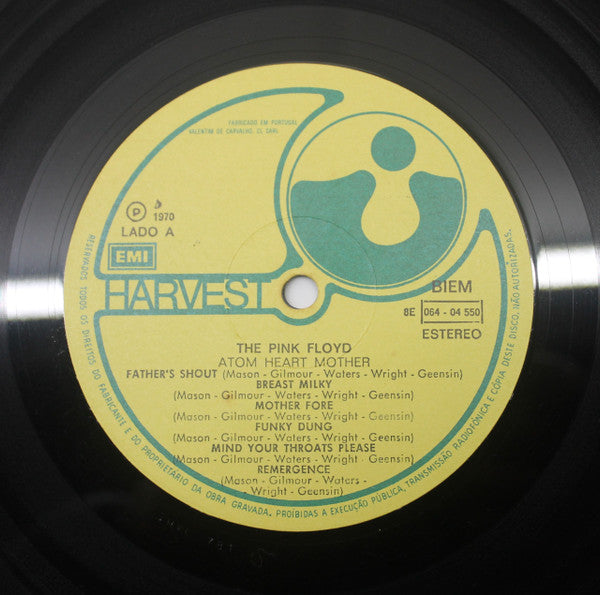 FABRICADO EM PORTUGAL
VALENTIM DE CARVALHO, CI, SARL
℗ 1970
LADO A
EMI
HARVEST
BIEM
8E 064 - 04 550
ESTEREO
THE PINK FLOYD
ATOM HEART MOTHER
FATHER'S SHOUT (Mason - Gilmour - Waters - Wright - Geensin)
BREAST MILKY
(Mason - Gilmour - Waters - Wright - Geensin)
MOTHER FORE
(Mason - Gilmour - Waters - Wright - Geensin)
FUNKY DUNG
(Mason - Gilmour - Waters - Wright - Geensin)
MIND YOUR THROATS PLEASE
(Mason - Gilmour - Waters - Wright - Geensin)
REMERGENCE
(Mason - Gilmour - Waters -
- Wright - Geensin)
RESERVADOS TODOS OS DIREITOS DO FABRICANTE E DO PROPRIETARIO DA OBRA GRAVADA. PROIBIDAS A EXECUÇÃO PÚBLICA, TRANSMISSÃO RADIOFÓNICA E CÓPIA DESTE DISCO, NÃO AUTORIZADAS.